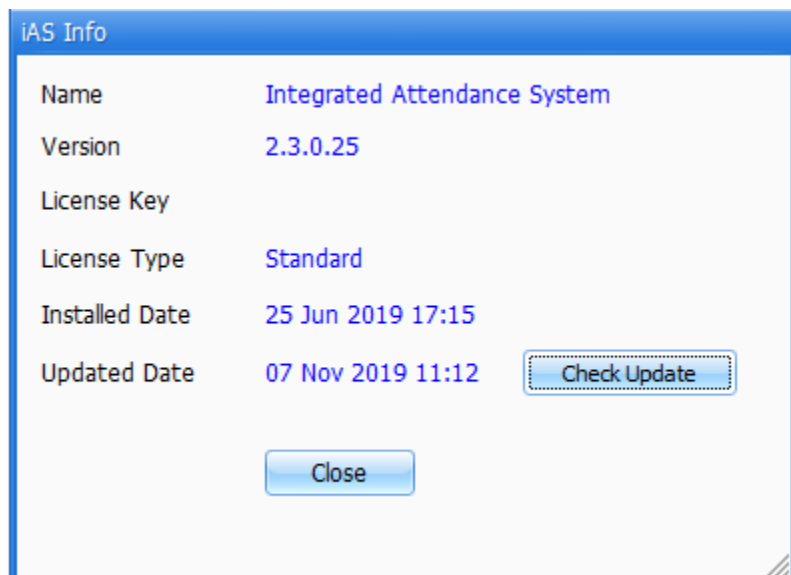 iAS Info
Name Integrated Attendance System
Version 2.3.0.25
License Key
License Type Standard
Installed Date 25 Jun 2019 17:15
Updated Date 07 Nov 2019 11:12 Check Update
Close